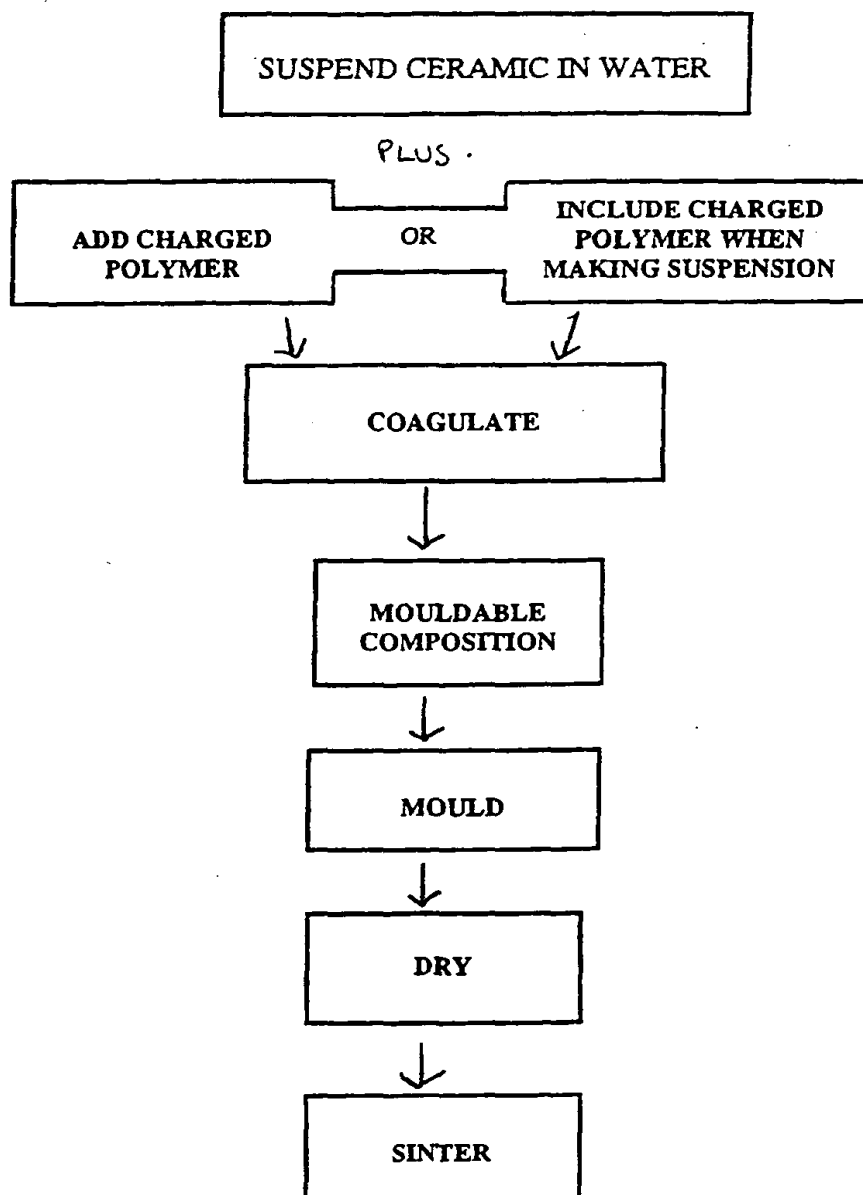 SUSPEND CERAMIC IN WATER
PLUS.
ADD CHARGED
POLYMER
OR
INCLUDE CHARGED
POLYMER WHEN
MAKING SUSPENSION
COAGULATE
MOULDABLE
COMPOSITION
MOULD
DRY
SINTER